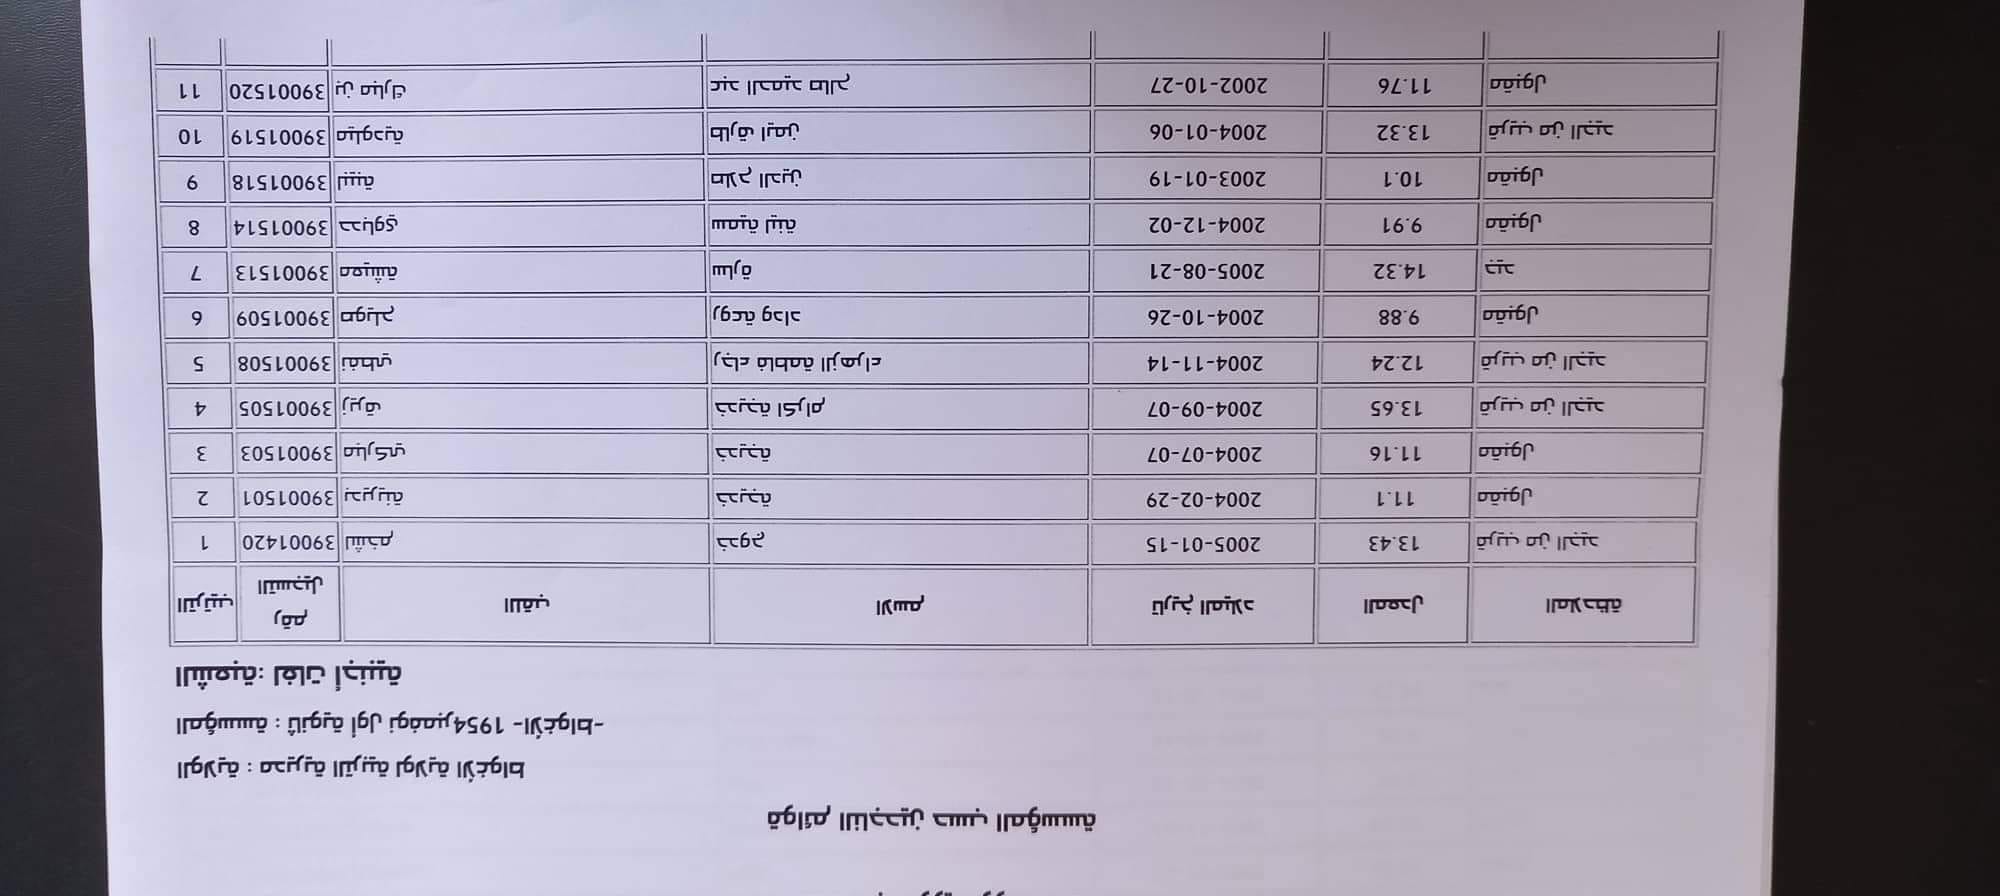 قوائم الناجحين حسب المؤسسة
الولاية : مديرية التربية لولاية الأغواط
المؤسسة : ثانوية أول نوفمبر1954 -الأغواط-
الشعبة: لغات أجنبية
الترتيب رقم التسجيل اللقب الاسم تاريخ الميلاد المعدل الملاحظة
1 39001420 لشخم خدوج 2005-01-15 13.43 قريب من الجيد
2 39001501 بديرينة خديجة 2004-02-29 11.1 مقبول
3 39001503 مباركي خديجة 2004-07-07 11.16 مقبول
4 39001505 زيرق خديجة اكرام 2004-09-07 13.65 قريب من الجيد
5 39001508 نفطي رجاء فاطمة الزهراء 2004-11-14 12.24 قريب من الجيد
6 39001509 صويلح روعة وداد 2004-10-26 9.88 مقبول
7 39001513 معيشة سارة 2005-08-21 14.32 جيد
8 39001514 حدباوي سمية لينة 2004-12-02 9.91 مقبول
9 39001518 لبيبة صلاح الدين 2003-01-19 10.1 مقبول
10 39001519 ميلودية طارق ايمن 2004-01-06 13.32 قريب من الجيد
11 39001520 بن مبارك عبد الحميد صالح 2002-10-27 11.76 مقبول